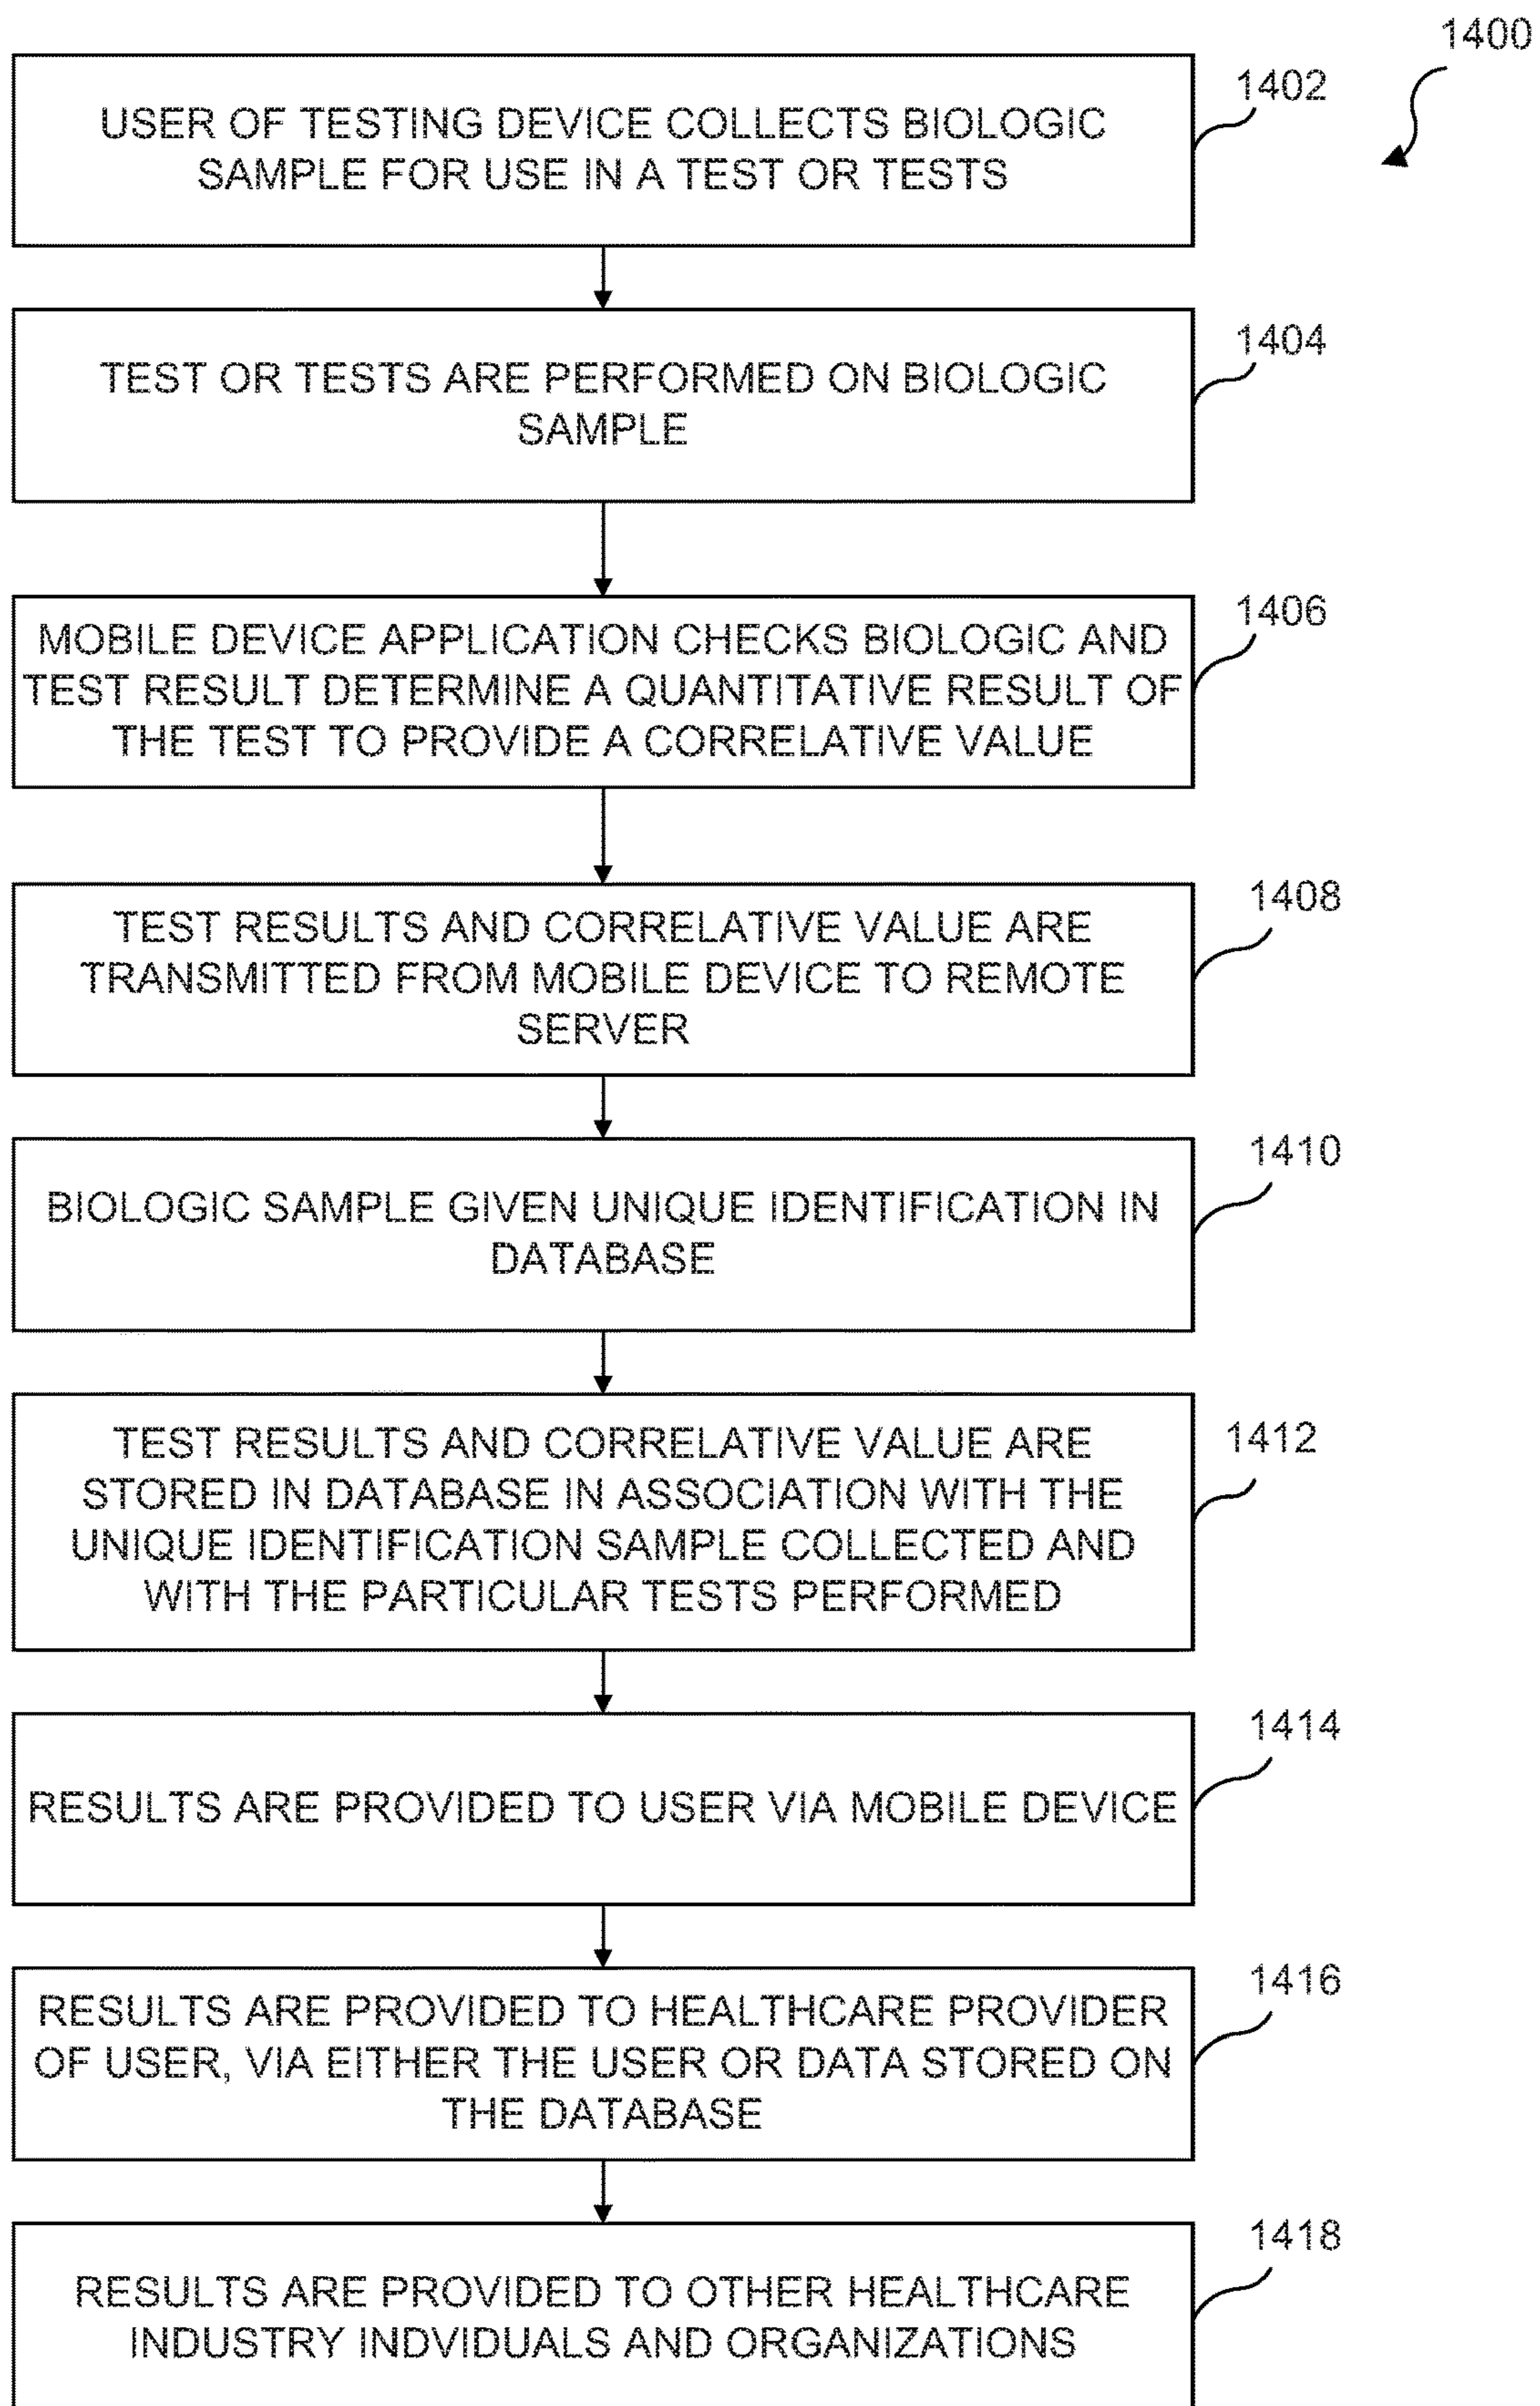 1400
1402
USER OF TESTING DEVICE COLLECTS BIOLOGIC
SAMPLE FOR USE IN A TEST OR TESTS
1404
TEST OR TESTS ARE PERFORMED ON BIOLOGIC
SAMPLE
1406
MOBILE DEVICE APPLICATION CHECKS BIOLOGIC AND
TEST RESULT DETERMINE A QUANTITATIVE RESULT OF
THE TEST TO PROVIDE A CORRELATIVE VALUE
1408
TEST RESULTS AND CORRELATIVE VALUE ARE
TRANSMITTED FROM MOBILE DEVICE TO REMOTE
SERVER
1410
BIOLOGIC SAMPLE GIVEN UNIQUE IDENTIFICATION IN
DATABASE
1412
TEST RESULTS AND CORRELATIVE VALUE ARE
STORED IN DATABASE IN ASSOCIATION WITH THE
UNIQUE IDENTIFICATION SAMPLE COLLECTED AND
WITH THE PARTICULAR TESTS PERFORMED
1414
RESULTS ARE PROVIDED TO USER VIA MOBILE DEVICE
1416
RESULTS ARE PROVIDED TO HEALTHCARE PROVIDER
OF USER, VIA EITHER THE USER OR DATA STORED ON
THE DATABASE
1418
RESULTS ARE PROVIDED TO OTHER HEALTHCARE
INDUSTRY INDVIDUALS AND ORGANIZATIONS